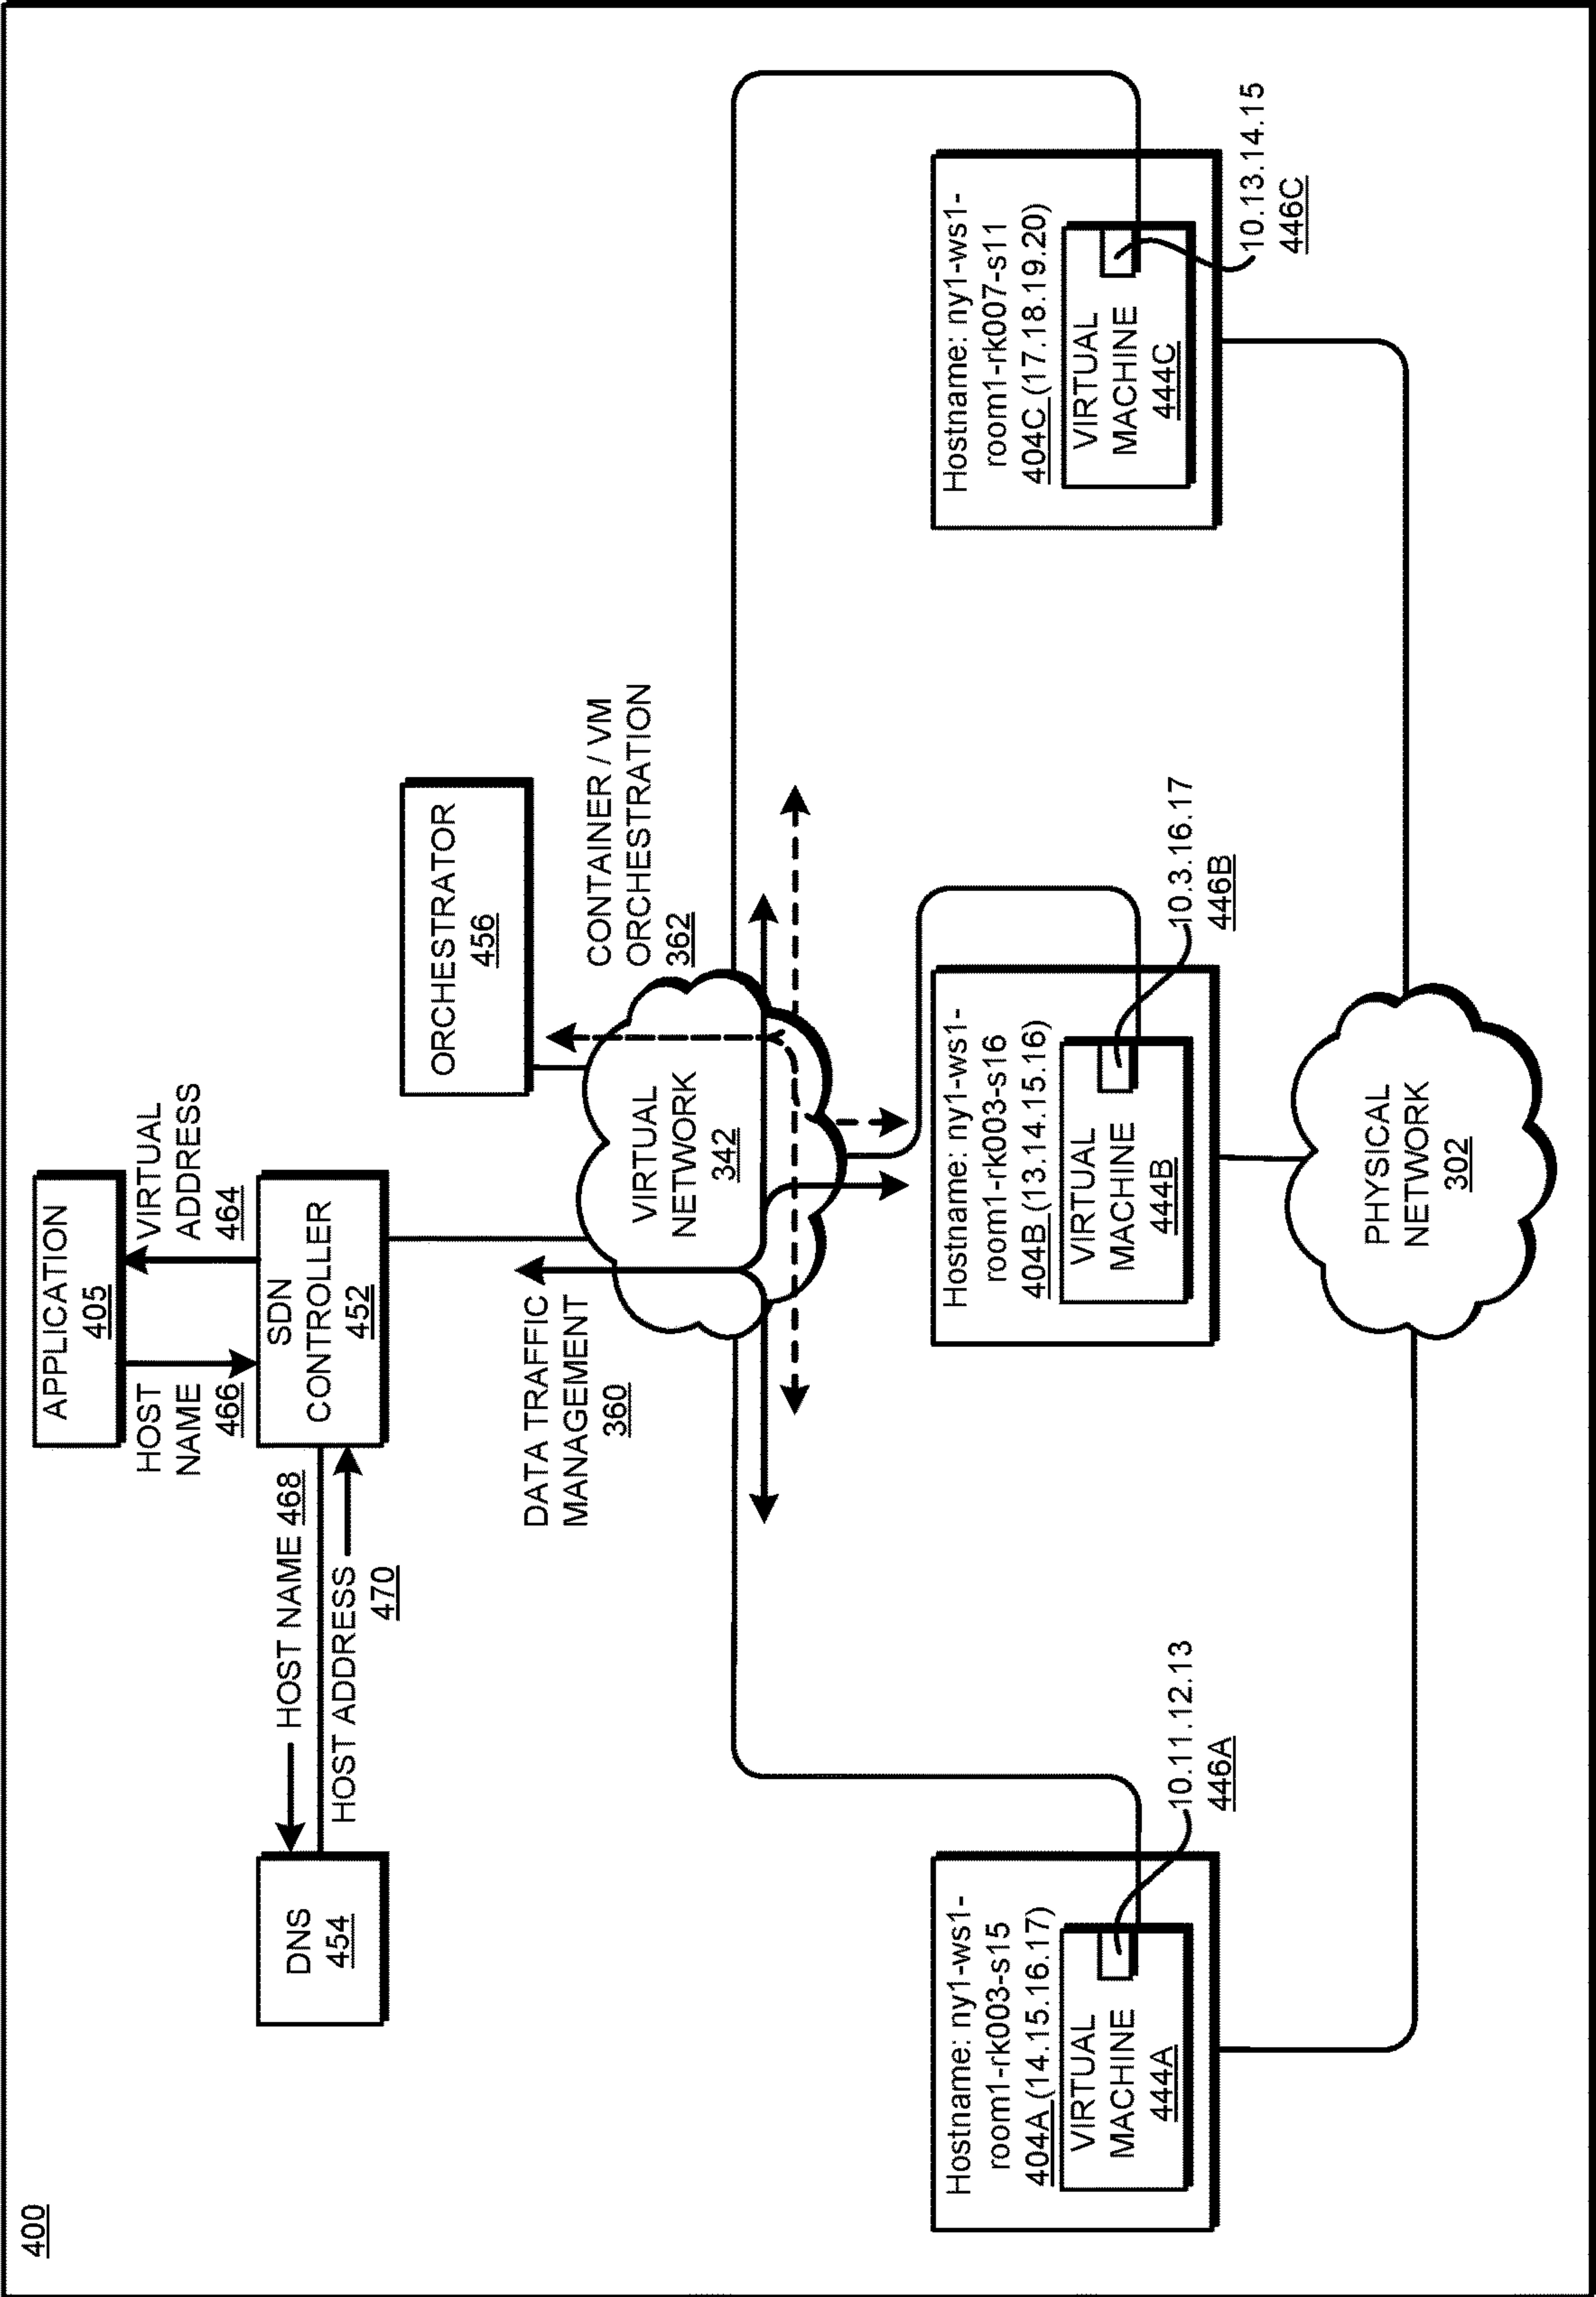 400
APPLICATION
405
HOST
NAME
466
VIRTUAL
ADDRESS
464
DNS
454
HOST NAME 468
HOST ADDRESS
470
SDN
CONTROLLER
452
ORCHESTRATOR
456
DATA TRAFFIC
MANAGEMENT
360
VIRTUAL
NETWORK
342
CONTAINER / VM
ORCHESTRATION
362
Hostname: ny1-ws1-
room1-rk003-s15
404A (14.15.16.17)
VIRTUAL
MACHINE
444A
10.11.12.13
446A
Hostname: ny1-ws1-
room1-rk003-s16
404B (13.14.15.16)
VIRTUAL
MACHINE
444B
10.3.16.17
446B
Hostname: ny1-ws1-
room1-rk007-s11
404C (17.18.19.20)
VIRTUAL
MACHINE
444C
10.13.14.15
446C
PHYSICAL
NETWORK
302